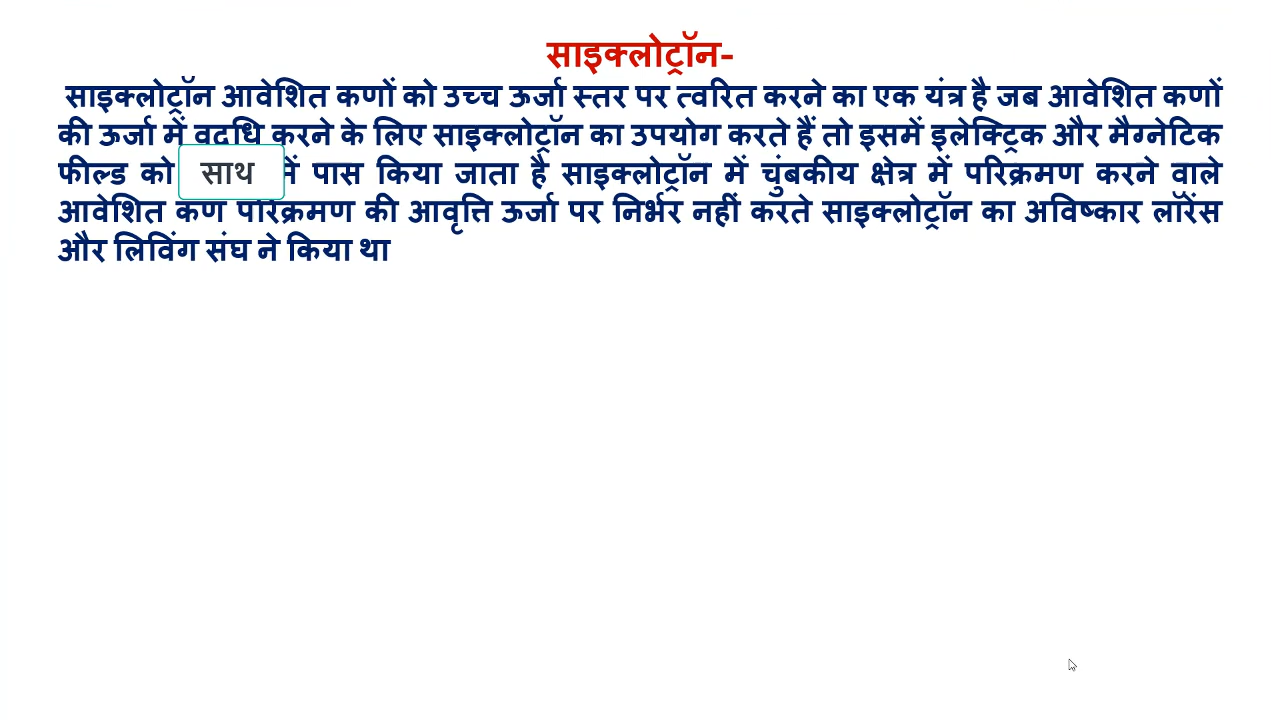 साइक्लोट्रॉन-
साइक्लोट्रॉन आवेशित कणों को उच्च ऊर्जा स्तर पर त्वरित करने का एक यंत्र है जब आवेशित कणों
की ऊर्जा में वृद्धि करने के लिए साइक्लोट्रॉन का उपयोग करते हैं तो इसमें इलेक्ट्रिक और मैग्नेटिक
फील्ड को साथ में पास किया जाता है साइक्लोट्रॉन में चुंबकीय क्षेत्र में परिक्रमण करने वाले
आवेशित कण परिक्रमण की आवृत्ति ऊर्जा पर निर्भर नहीं करते साइक्लोट्रॉन का अविष्कार लॉरेंस
और लिविंग संघ ने किया था